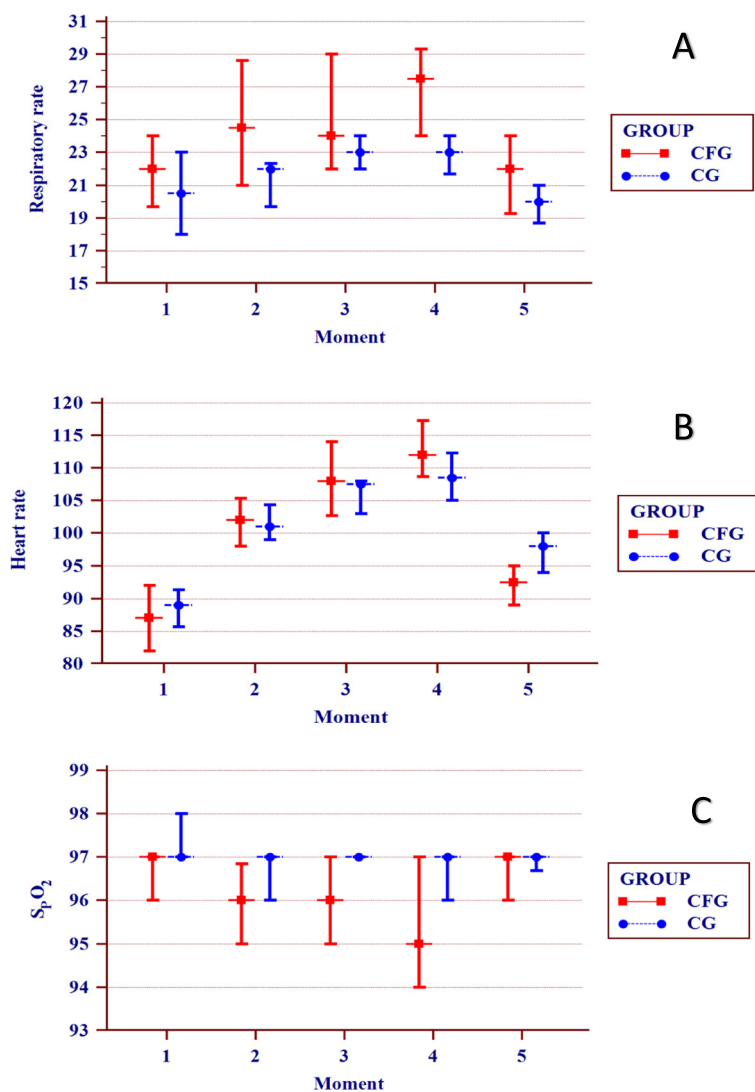 A
Respiratory rate
31
29
27
25
23
21
19
17
15
1 2 3 4 5
Moment
GROUP
CFG
CG
B
Heart rate
120
115
110
105
100
95
90
85
80
1 2 3 4 5
Moment
GROUP
CFG
CG
C
SPO2
99
98
97
96
95
94
93
1 2 3 4 5
Moment
GROUP
CFG
CG